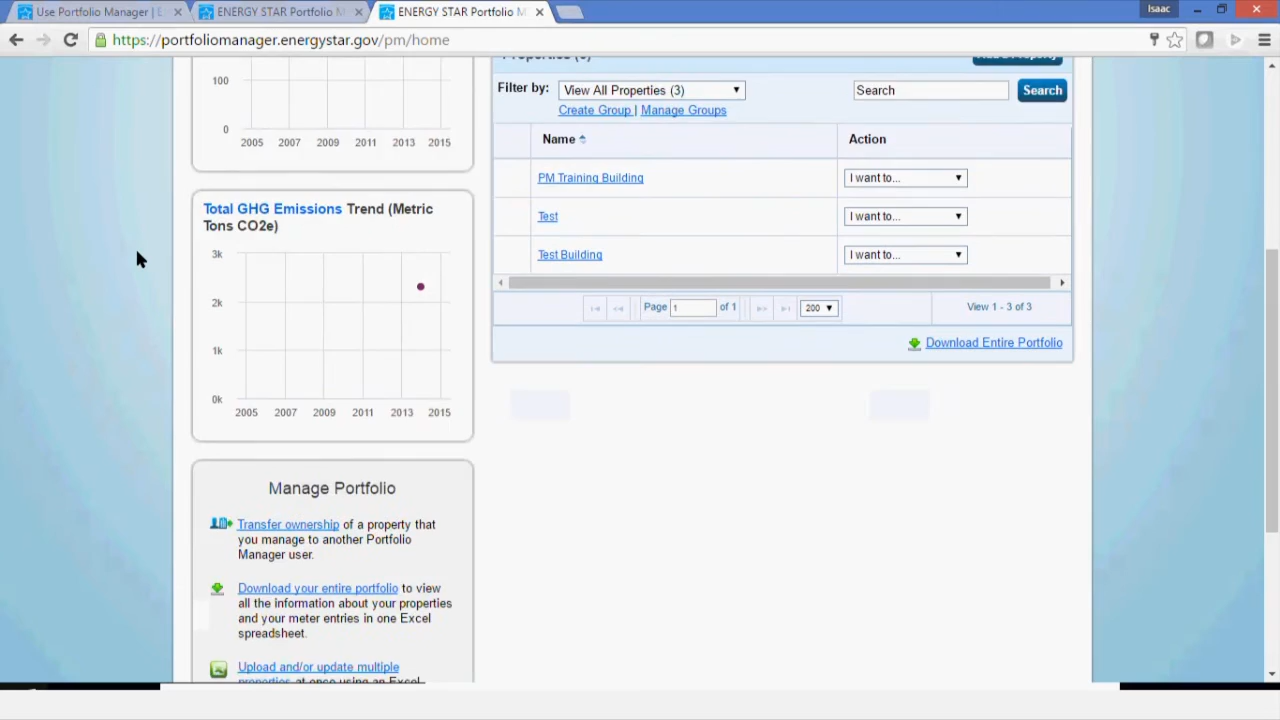 Use Portfolio Manager | E
ENERGY STAR Portfolio M
ENERGY STAR Portfolio M
Isaac
https://portfoliomanager.energystar.gov/pm/home
100
0
2005 2007 2009 2011 2013 2015
Filter by: View All Properties (3) Search Search
Create Group | Manage Groups
Name Action
PM Training Building I want to...
Test I want to...
Test Building I want to...
Page 1 of 1 200 View 1 - 3 of 3
Download Entire Portfolio
Total GHG Emissions Trend (Metric
Tons CO2e)
3k
2k
1k
0k
2005 2007 2009 2011 2013 2015
Manage Portfolio
Transfer ownership of a property that
you manage to another Portfolio
Manager user.
Download your entire portfolio to view
all the information about your properties
and your meter entries in one Excel
spreadsheet.
Upload and/or update multiple
properties at once using an Excel